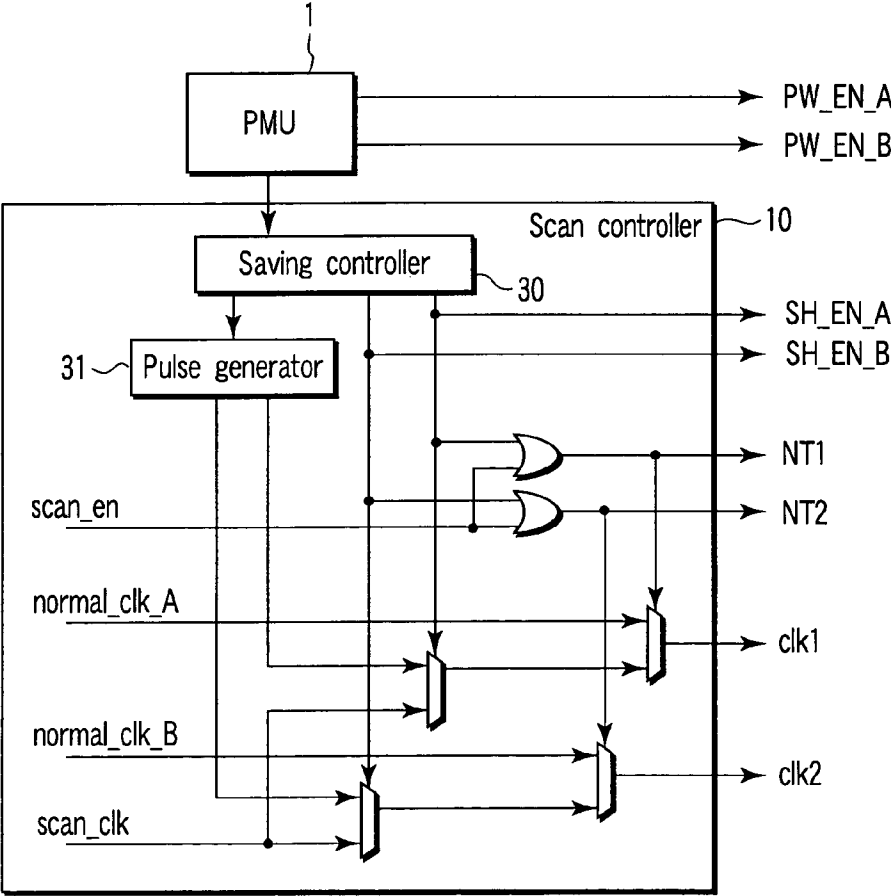 1
PMU
PW_EN_A
PW_EN_B
Scan controller
10
Saving controller
30
SH_EN_A
SH_EN_B
31
Pulse generator
NT1
scan_en
NT2
normal_clk_A
clk1
normal_clk_B
clk2
scan_clk